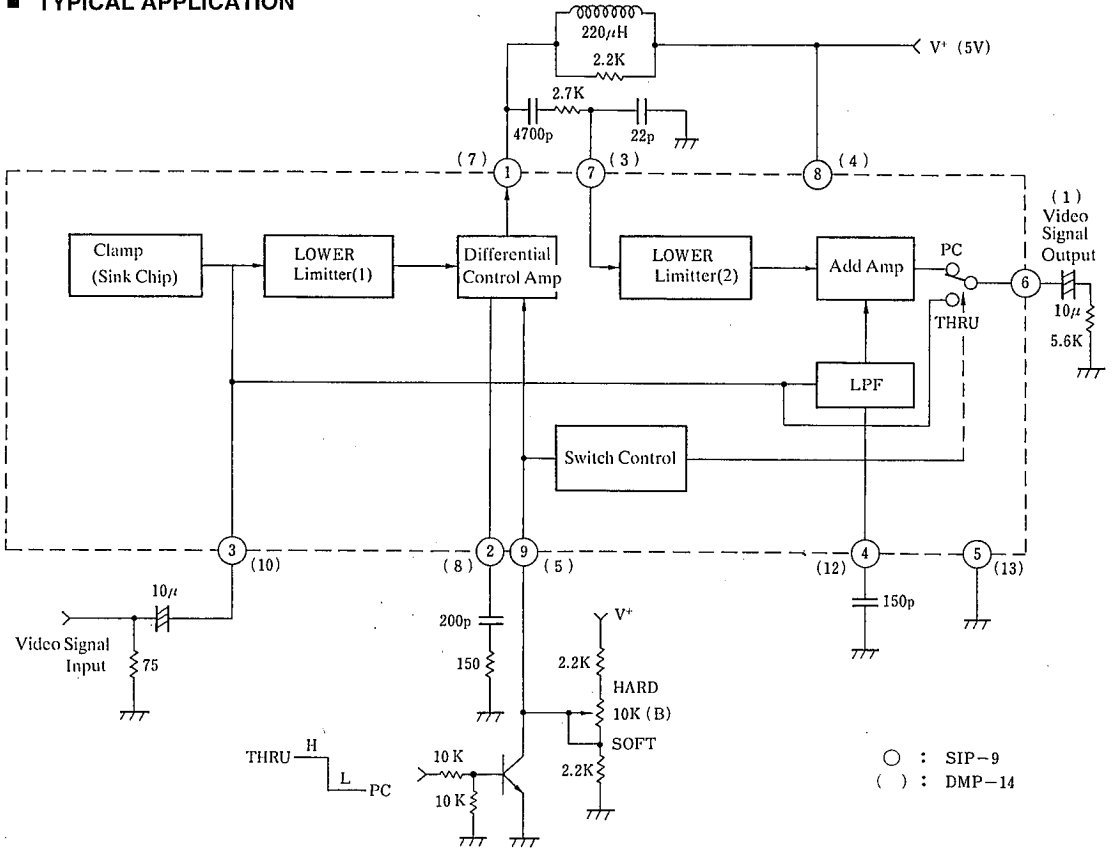 ■ TYPICAL APPLICATION
220μH
2.2K
V+ (5V)
2.7K
4700p
22p
(7)
1
7
(3)
8
(4)
(1)
Video
Signal
Output
Clamp
(Sink Chip)
LOWER
Limitter(1)
Differential
Control Amp
LOWER
Limitter(2)
Add Amp
PC
THRU
6
10μ
5.6K
LPF
Switch Control
3
(10)
(8)
2
9
(5)
(12)
4
5
(13)
10μ
Video Signal
Input
75
200p
150
V+
2.2K
HARD
10K (B)
SOFT
2.2K
150p
THRU
H
L
PC
10 K
10 K
○ : SIP-9
( ) : DMP-14